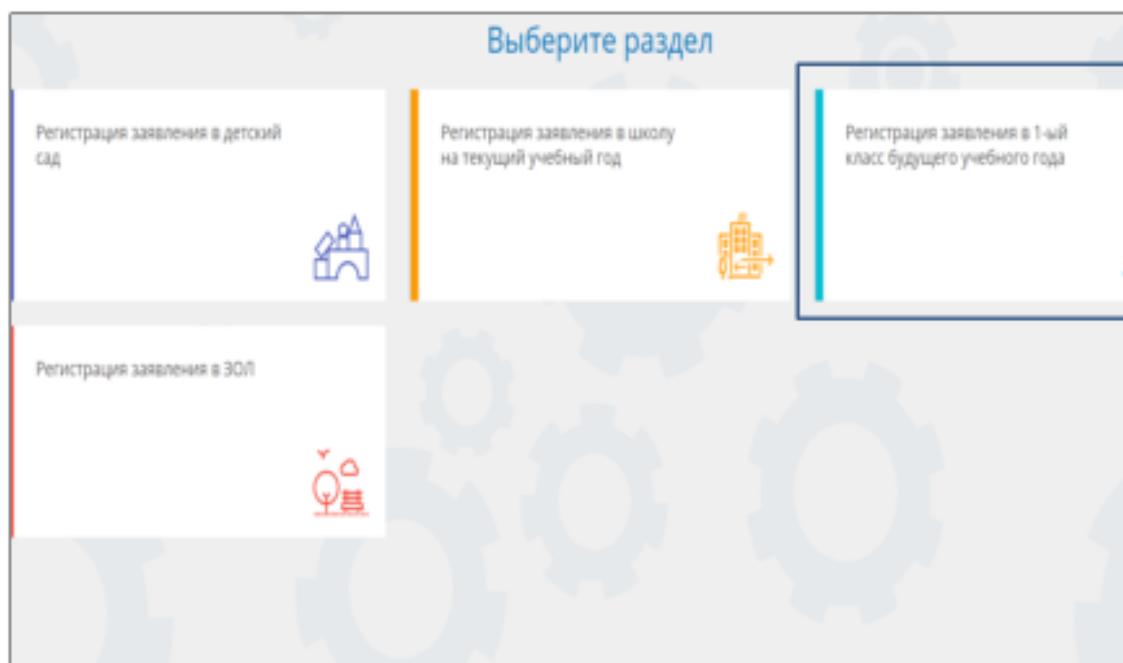 Выберите раздел
Регистрация заявления в детский
сад
Регистрация заявления в школу
на текущий учебный год
Регистрация заявления в 1-ый
класс будущего учебного года
Регистрация заявления в ЗОЛ